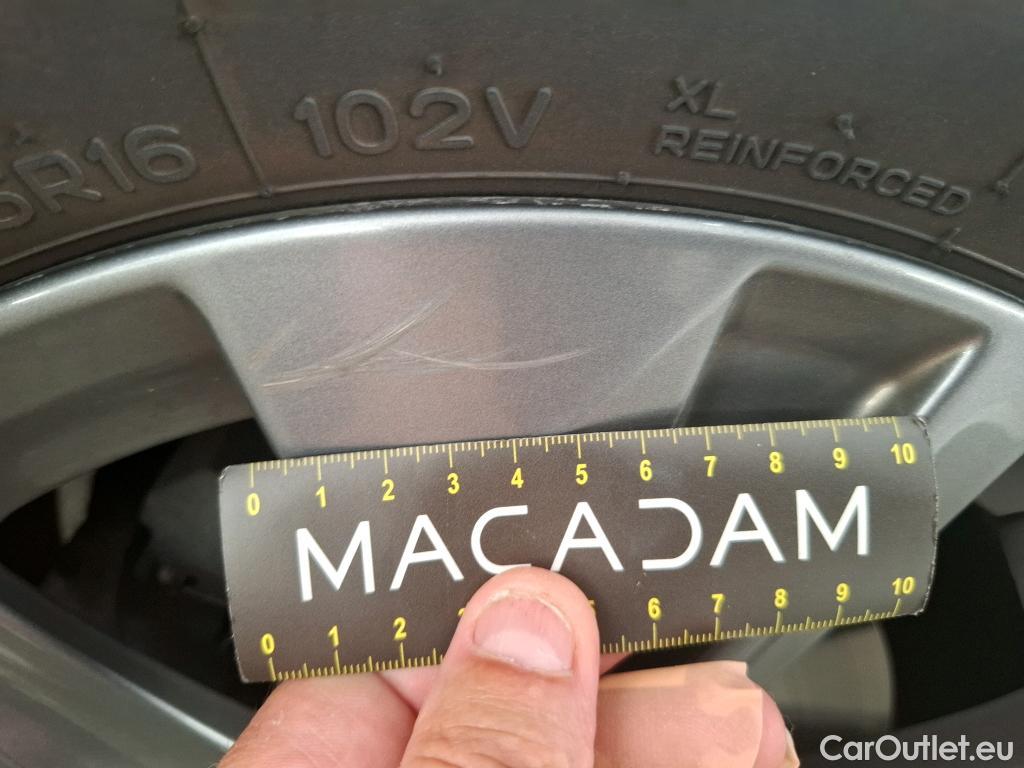 5R16 102V XL
REINFORCED
0 1 2 3 4 5 6 7 8 9 10
MACADAM
0 1 2 6 7 8 9 10
CarOutlet.eu